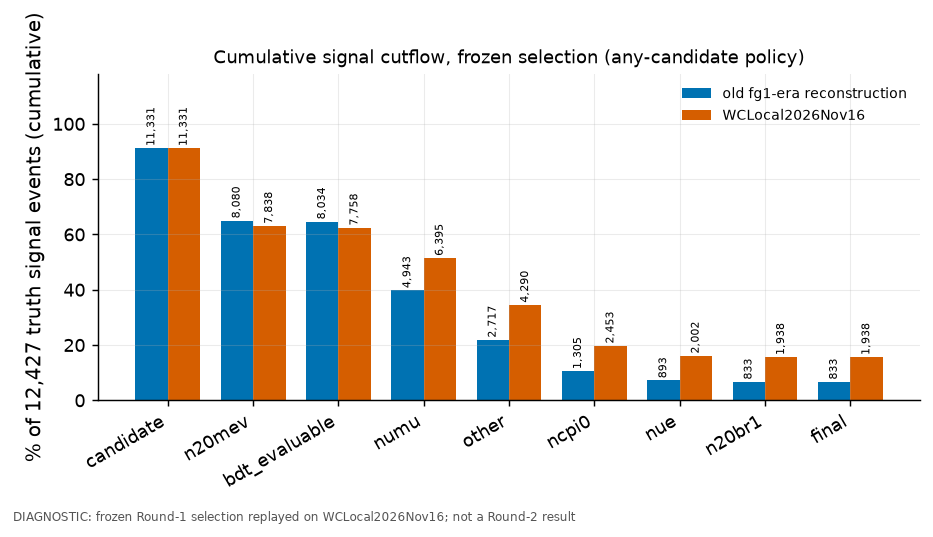 Cumulative signal cutflow, frozen selection (any-candidate policy)
old fg1-era reconstruction
WCLocal2026Nov16
% of 12,427 truth signal events (cumulative)
100
80
60
40
20
0
11,331
11,331
8,080
7,838
8,034
7,758
4,943
6,395
2,717
4,290
1,305
2,453
893
2,002
833
1,938
833
1,938
candidate
n20mev
bdt_evaluable
numu
other
ncpi0
nue
n20br1
final
DIAGNOSTIC: frozen Round-1 selection replayed on WCLocal2026Nov16; not a Round-2 result